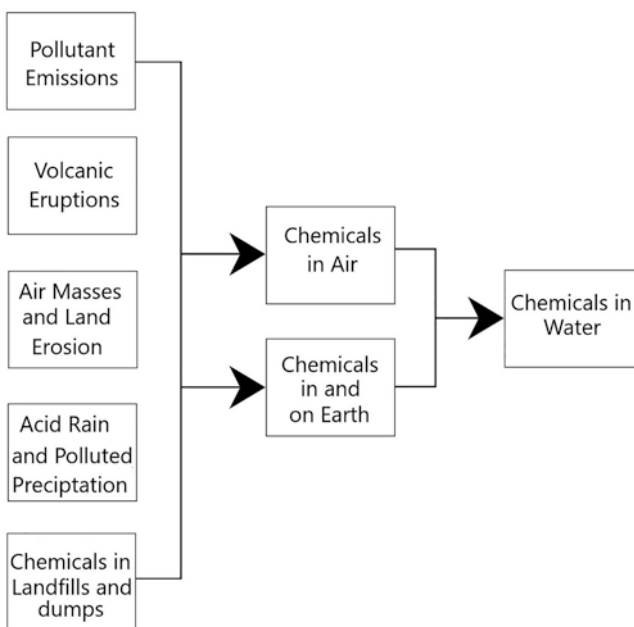 Pollutant
Emissions
Volcanic
Eruptions
Air Masses
and Land
Erosion
Acid Rain
and Polluted
Preciptation
Chemicals in
Landfills and
dumps
Chemicals
in Air
Chemicals
in and
on Earth
Chemicals in
Water